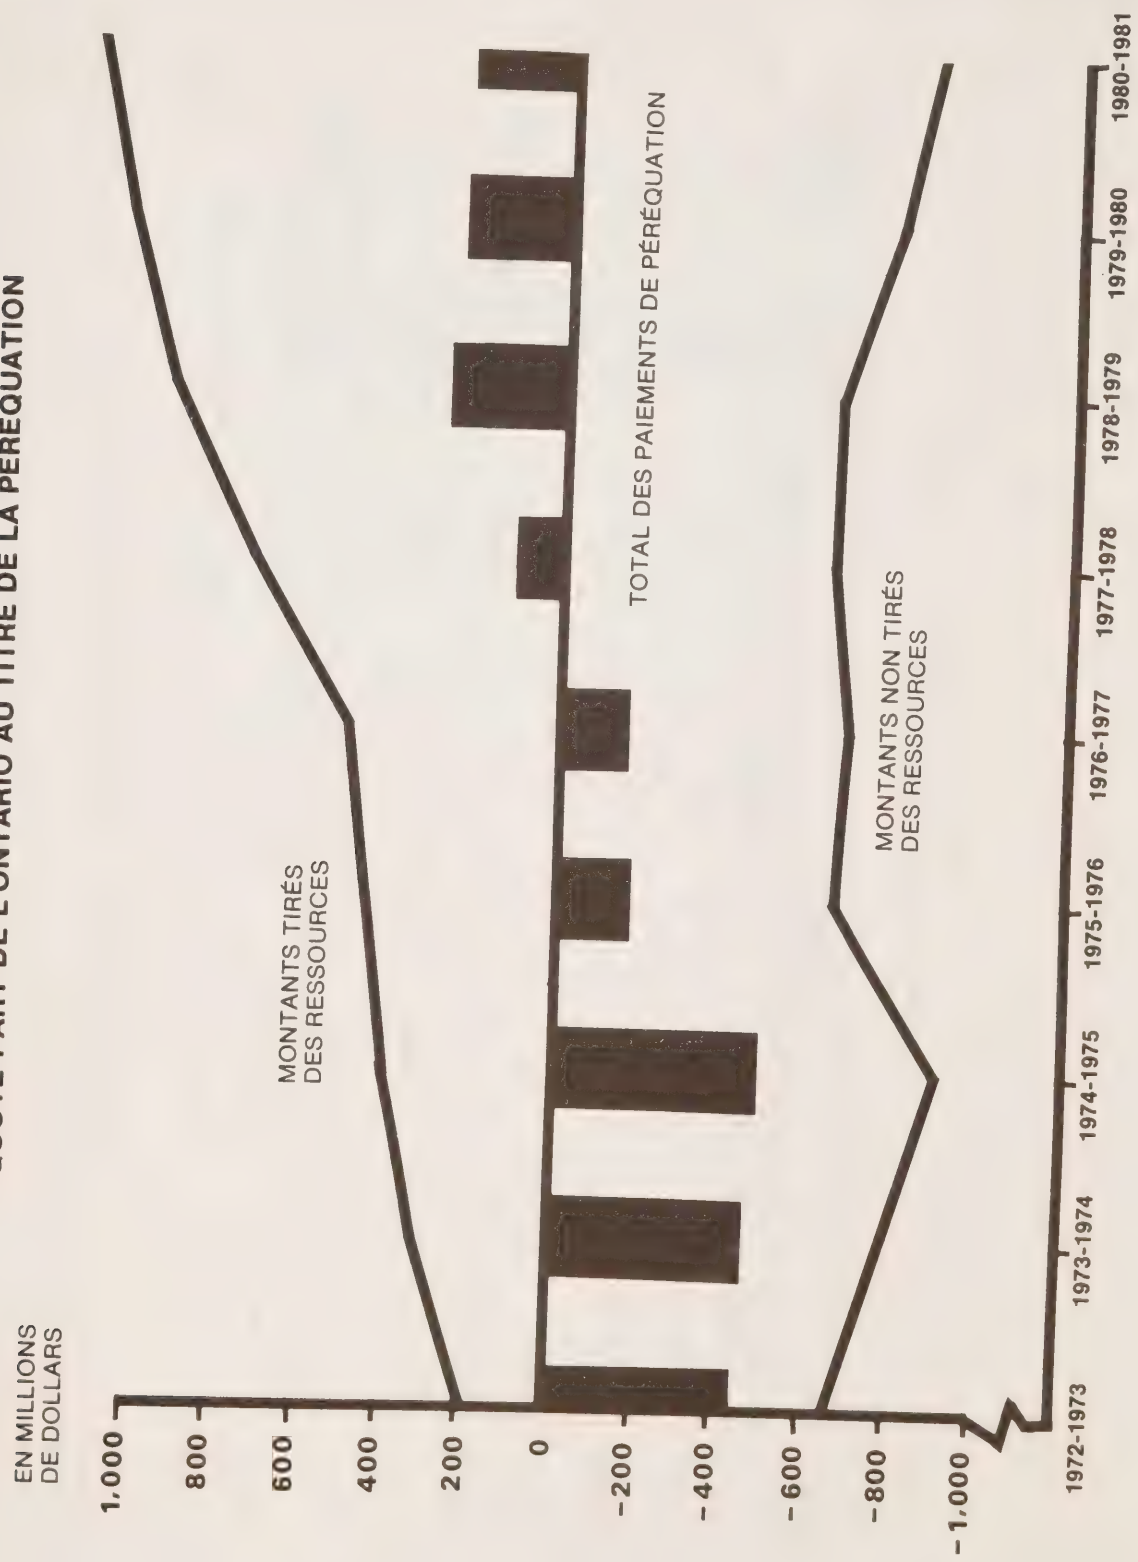 PART DE L'ONTARIO AU TITRE DE LA PÉRÉQUATION
EN MILLIONS
DE DOLLARS
1,000
800
600
400
200
0
-200
-400
-600
-800
-1,000
MONTANTS TIRÉS
DES RESSOURCES
TOTAL DES PAIEMENTS DE PÉRÉQUATION
MONTANTS NON TIRÉS
DES RESSOURCES
1972-1973
1973-1974
1974-1975
1975-1976
1976-1977
1977-1978
1978-1979
1979-1980
1980-1981